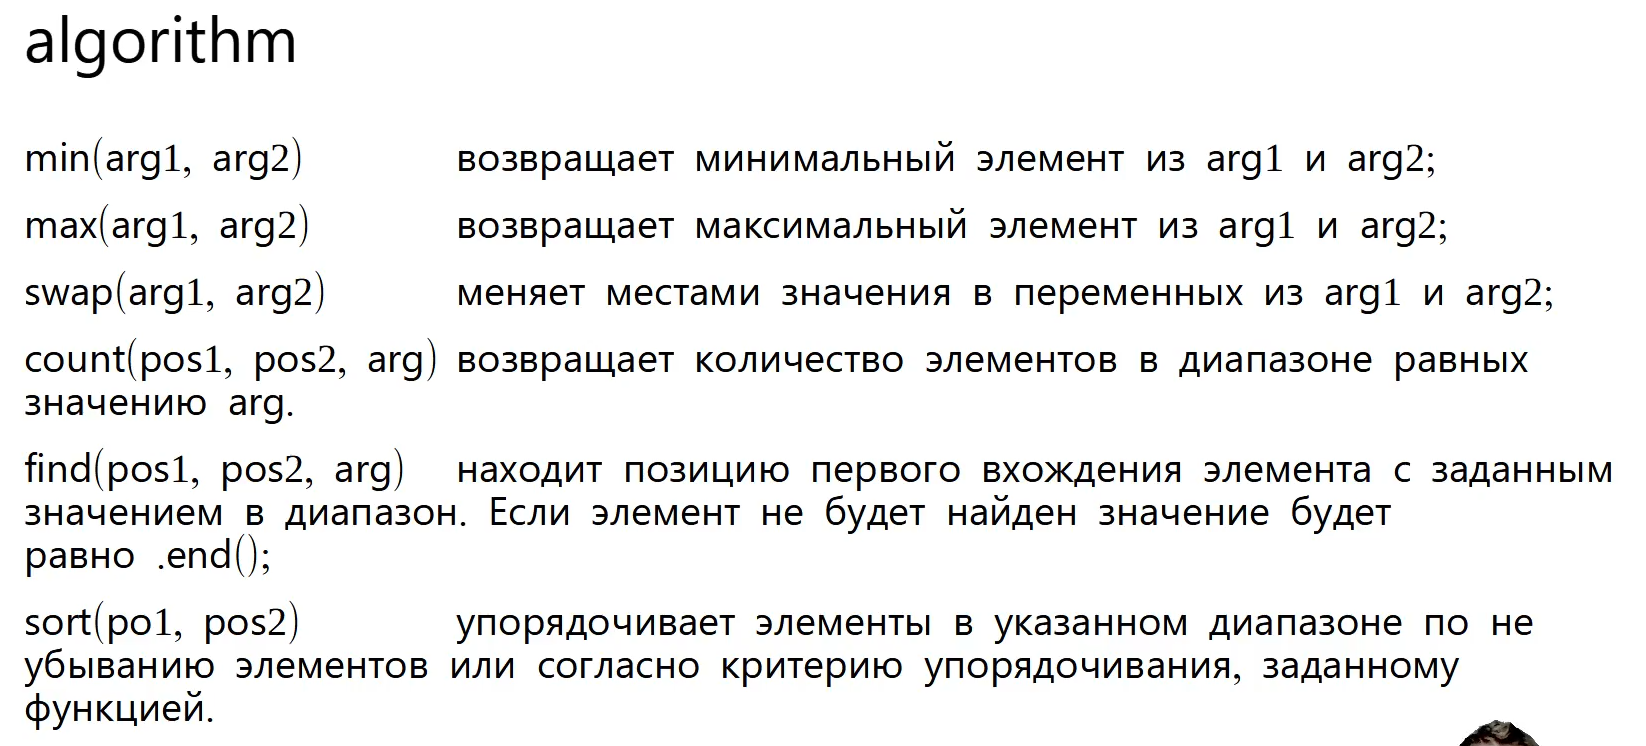 algorithm
min(arg1, arg2) возвращает минимальный элемент из arg1 и arg2;
max(arg1, arg2) возвращает максимальный элемент из arg1 и arg2;
swap(arg1, arg2) меняет местами значения в переменных из arg1 и arg2;
count(pos1, pos2, arg) возвращает количество элементов в диапазоне равных
значению arg.
find(pos1, pos2, arg) находит позицию первого вхождения элемента с заданным
значением в диапазон. Если элемент не будет найден значение будет
равно .end();
sort(po1, pos2) упорядочивает элементы в указанном диапазоне по не
убыванию элементов или согласно критерию упорядочивания, заданному
функцией.